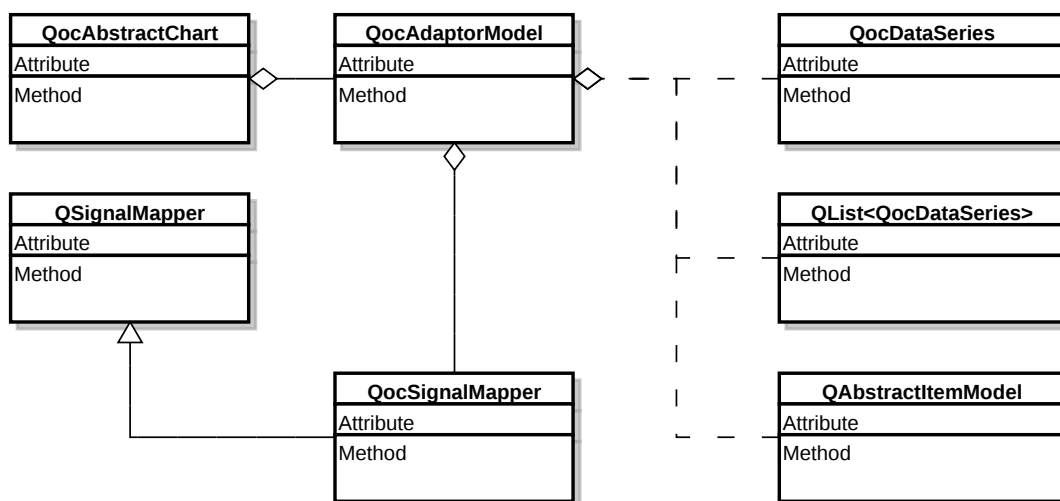 QocAbstractChart
Attribute
Method
QocAdaptorModel
Attribute
Method
QocDataSeries
Attribute
Method
QSignalMapper
Attribute
Method
QList<QocDataSeries>
Attribute
Method
QocSignalMapper
Attribute
Method
QAbstractItemModel
Attribute
Method